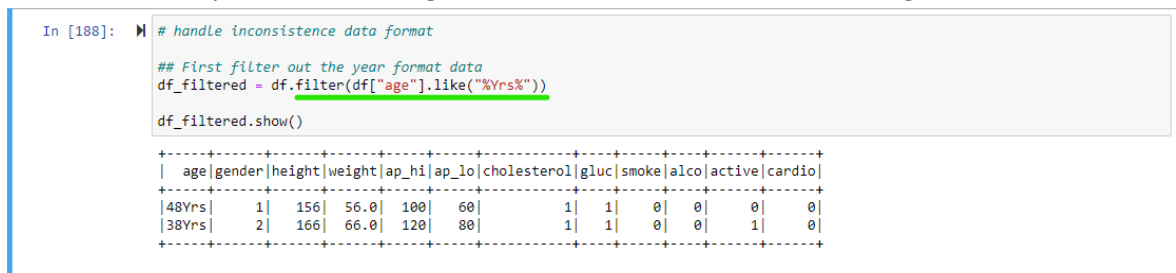 In [188]: # handle inconsistence data format
## First filter out the year format data
df_filtered = df.filter(df["age"].like("%Yrs%"))
df_filtered.show()
+-----+------+------+------+-----+-----+-----------+----+-----+----+------+------+
|  age|gender|height|weight|ap_hi|ap_lo|cholesterol|gluc|smoke|alco|active|cardio|
+-----+------+------+------+-----+-----+-----------+----+-----+----+------+------+
|48Yrs|     1|   156|  56.0|  100|   60|          1|   1|    0|   0|     0|     0|
|38Yrs|     2|   166|  66.0|  120|   80|          1|   1|    0|   0|     1|     0|
+-----+------+------+------+-----+-----+-----------+----+-----+----+------+------+